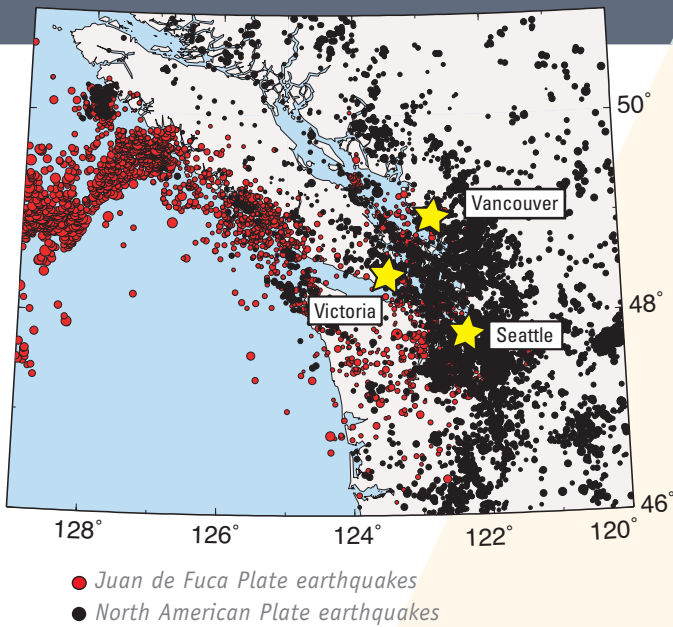 50°
Vancouver
48°
Victoria
Seattle
46°
128°
126°
124°
122°
120°
Juan de Fuca Plate earthquakes
North American Plate earthquakes